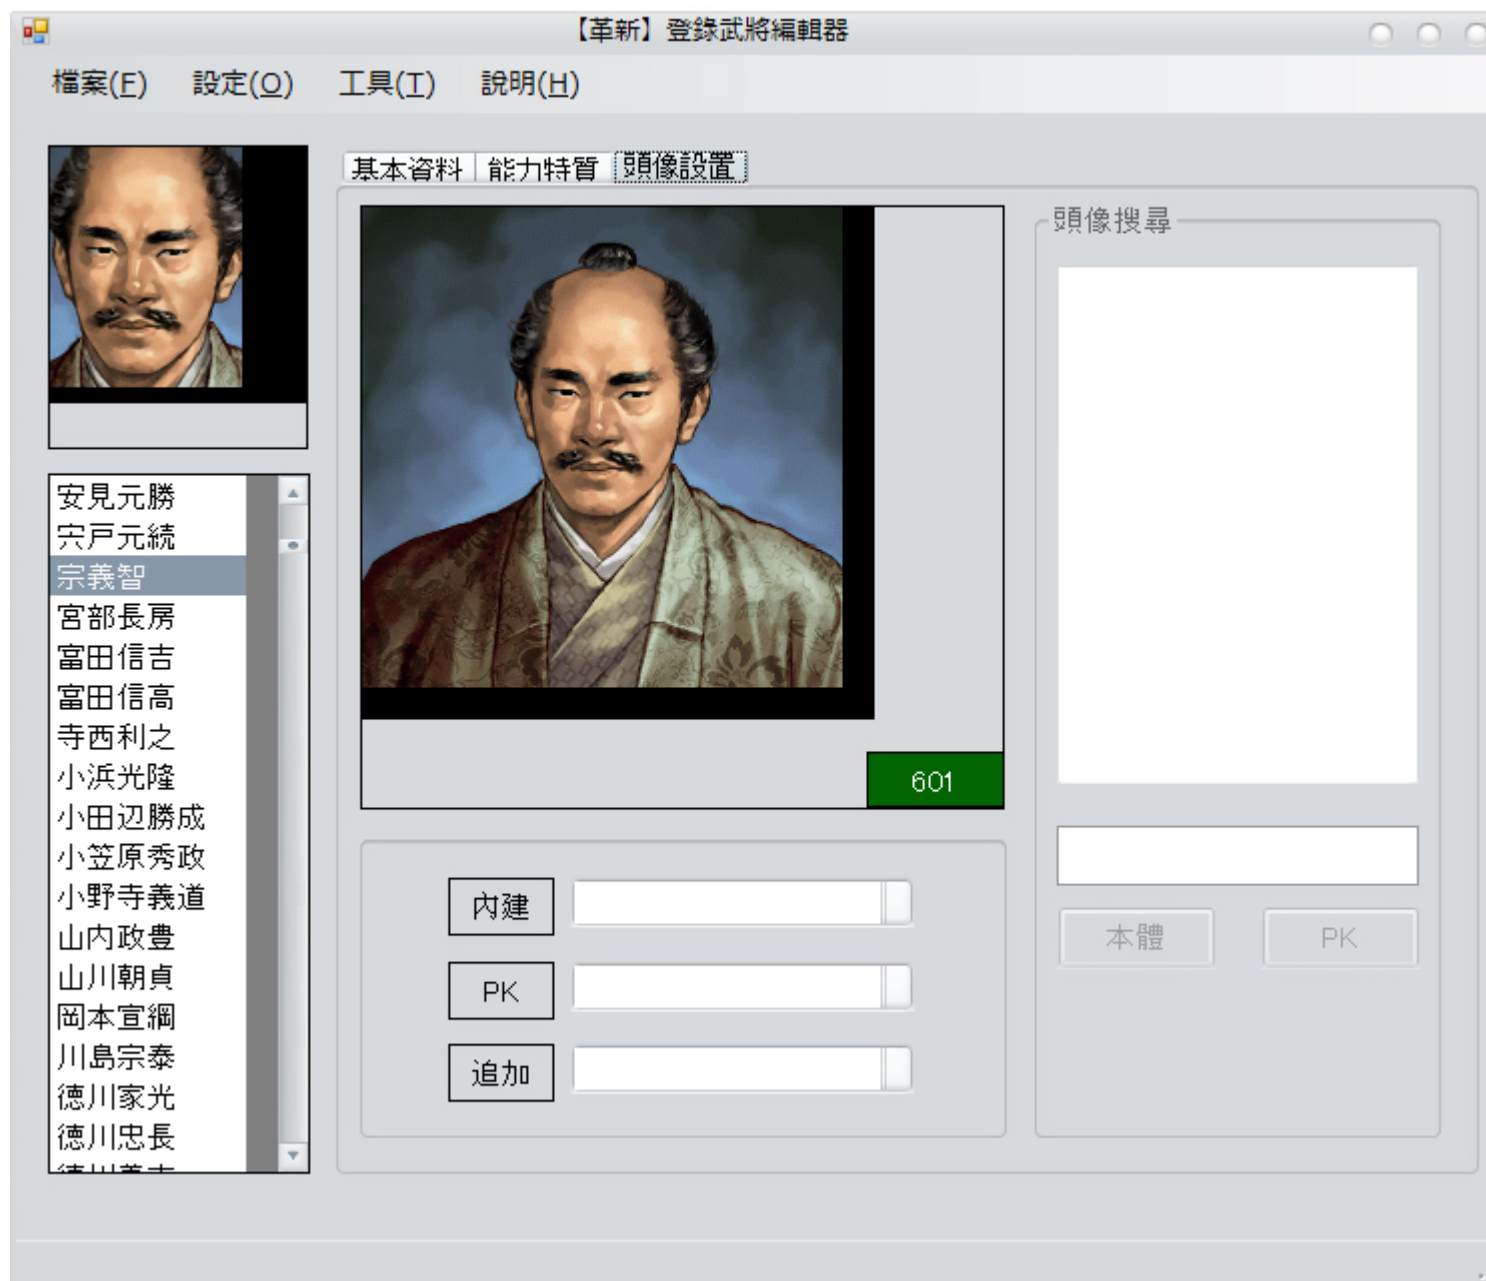 【革新】登錄武將編輯器
檔案(F) 設定(O) 工具(T) 說明(H)
基本資料 能力特質 頭像設置
頭像搜尋
安見元勝
宍戸元続
宗義智
宮部長房
富田信吉
富田信高
寺西利之
小浜光隆
小田辺勝成
小笠原秀政
小野寺義道
山内政豊
山川朝貞
岡本宣綱
川島宗泰
徳川家光
徳川忠長
601
內建
PK
追加
本體 PK